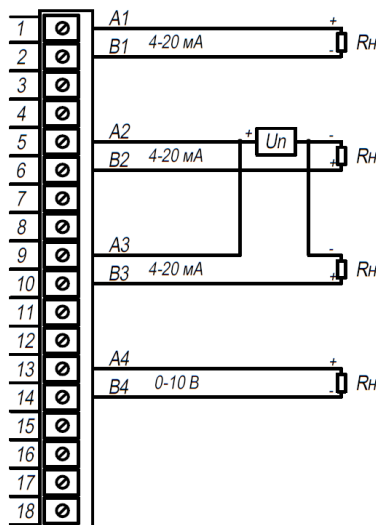 1 A1 +
2 B1 4-20 мА - Rн
3
4
5 A2 + Un -
6 B2 4-20 мА + Rн
7
8
9 A3 -
10 B3 4-20 мА + Rн
11
12
13 A4 +
14 B4 0-10 В - Rн
15
16
17
18